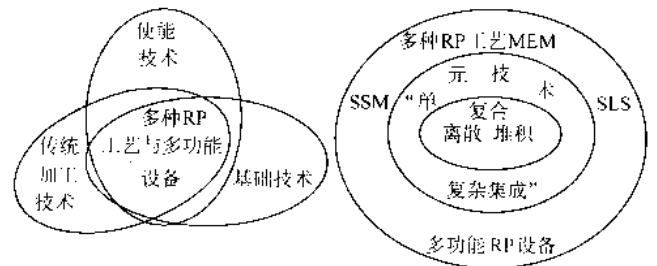 使能
技术
多种RP
工艺与多功能
设备
传统
加工
技术
基础技术
多种RP工艺MEM
SSM
SLS
“单元技术
复合
离散 堆积
复杂集成”
多功能RP设备